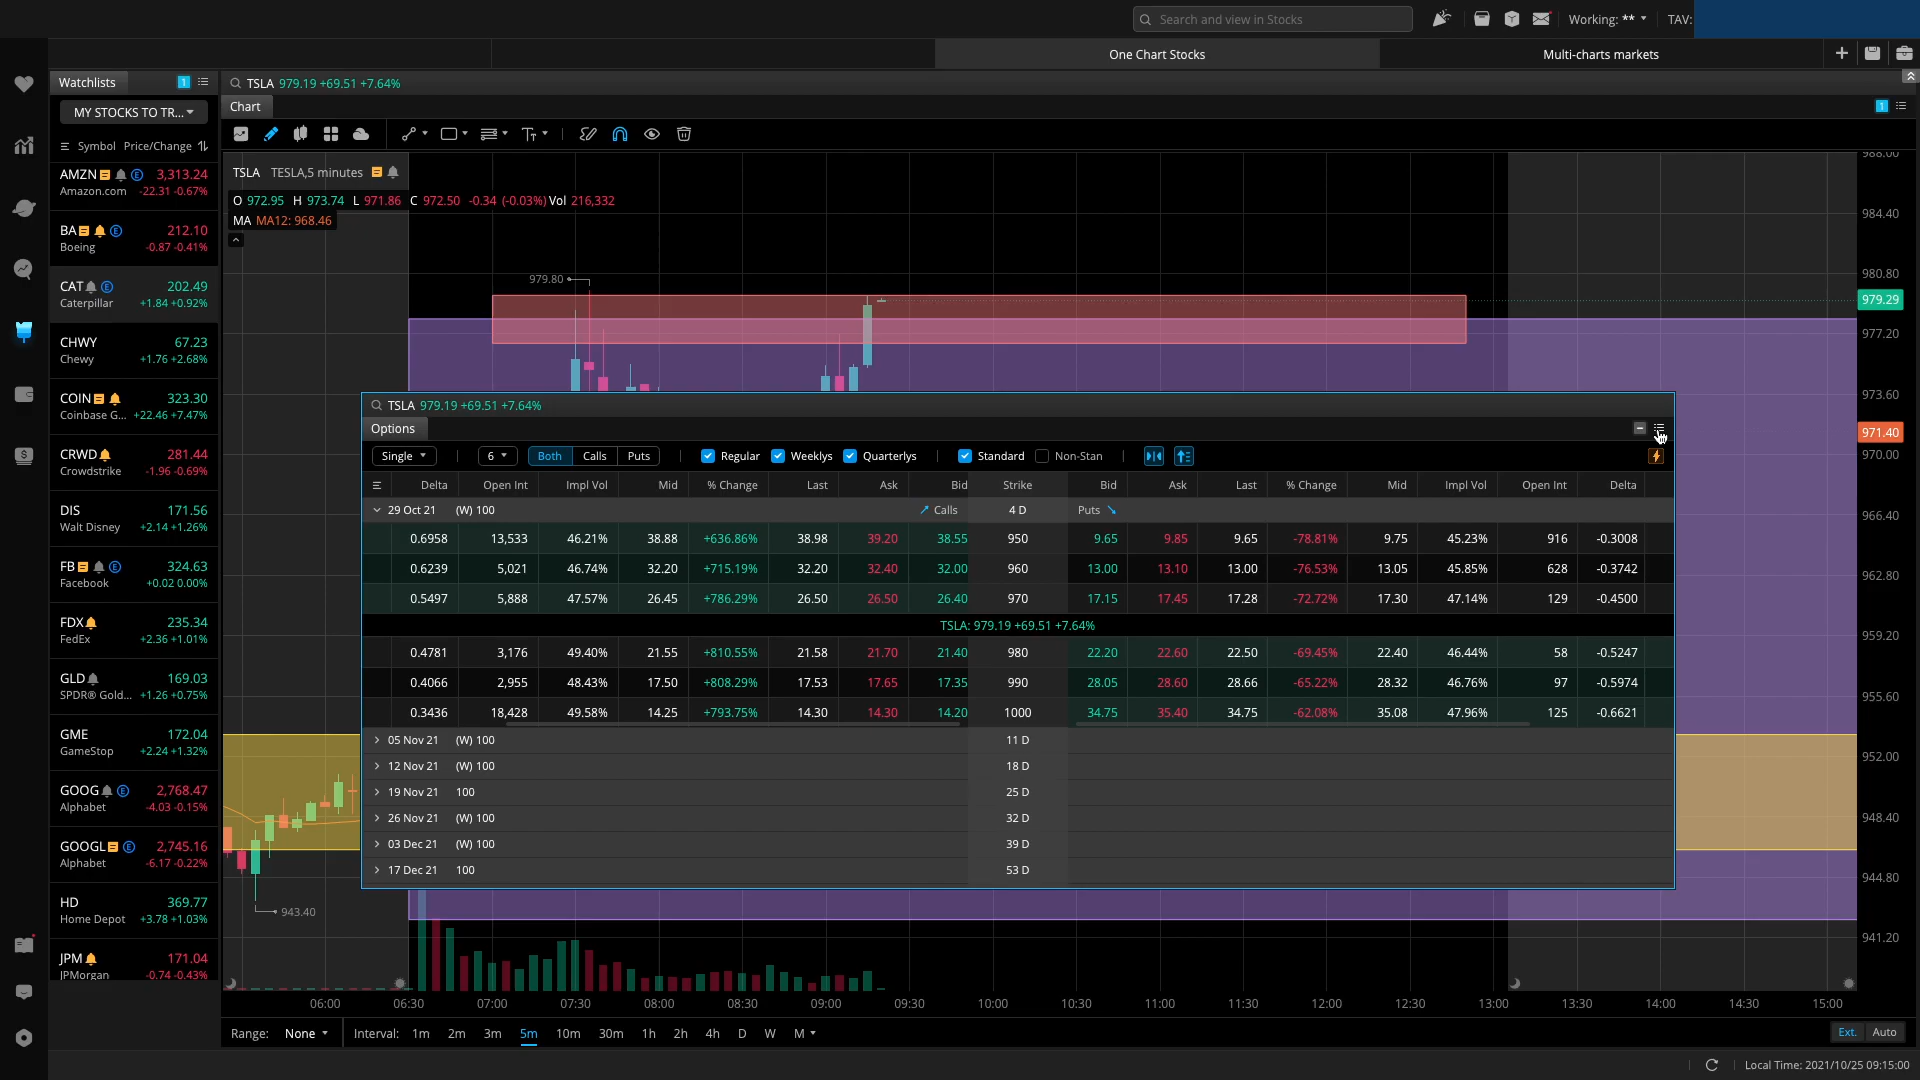 Search and view in Stocks
Working: **
TAV:
One Chart Stocks
Multi-charts markets
Watchlists
1
TSLA 979.19 +69.51 +7.64%
MY STOCKS TO TR...
Chart
1
Symbol Price/Change
AMZN E 3,313.24
Amazon.com -22.31 -0.67%
BA E 212.10
Boeing -0.87 -0.41%
CAT E 202.49
Caterpillar +1.84 +0.92%
CHWY 67.23
Chewy +1.76 +2.68%
COIN 323.30
Coinbase G... +22.46 +7.47%
CRWD 281.44
Crowdstrike -1.96 -0.69%
DIS 171.56
Walt Disney +2.14 +1.26%
FB E 324.63
Facebook +0.02 0.00%
FDX 235.34
FedEx +2.36 +1.01%
GLD 169.03
SPDR® Gold... +1.26 +0.75%
GME 172.04
GameStop +2.24 +1.32%
GOOG E 2,768.47
Alphabet -4.03 -0.15%
GOOGL E 2,745.16
Alphabet -6.17 -0.22%
HD 369.77
Home Depot +3.78 +1.03%
JPM 171.04
JPMorgan -0.74 -0.43%
TSLA TESLA,5 minutes
O 972.95 H 973.74 L 971.86 C 972.50 -0.34 (-0.03%) Vol 216,332
MA MA12: 968.46
979.80
943.40
TSLA 979.19 +69.51 +7.64%
Options
Single 6 Both Calls Puts Regular Weeklys Quarterlys Standard Non-Stan
Delta Open Int Impl Vol Mid % Change Last Ask Bid Strike Bid Ask Last % Change Mid Impl Vol Open Int Delta
29 Oct 21 (W) 100 Calls 4 D Puts
0.6958 13,533 46.21% 38.88 +636.86% 38.98 39.20 38.55 950 9.65 9.85 9.65 -78.81% 9.75 45.23% 916 -0.3008
0.6239 5,021 46.74% 32.20 +715.19% 32.20 32.40 32.00 960 13.00 13.10 13.00 -76.53% 13.05 45.85% 628 -0.3742
0.5497 5,888 47.57% 26.45 +786.29% 26.50 26.50 26.40 970 17.15 17.45 17.28 -72.72% 17.30 47.14% 129 -0.4500
TSLA: 979.19 +69.51 +7.64%
0.4781 3,176 49.40% 21.55 +810.55% 21.58 21.70 21.40 980 22.20 22.60 22.50 -69.45% 22.40 46.44% 58 -0.5247
0.4066 2,955 48.43% 17.50 +808.29% 17.53 17.65 17.35 990 28.05 28.60 28.66 -65.22% 28.32 46.76% 97 -0.5974
0.3436 18,428 49.58% 14.25 +793.75% 14.30 14.30 14.20 1000 34.75 35.40 34.75 -62.08% 35.08 47.96% 125 -0.6621
05 Nov 21 (W) 100 11 D
12 Nov 21 (W) 100 18 D
19 Nov 21 100 25 D
26 Nov 21 (W) 100 32 D
03 Dec 21 (W) 100 39 D
17 Dec 21 100 53 D
988.00
984.40
980.80
979.29
977.20
973.60
971.40
970.00
966.40
962.80
959.20
955.60
952.00
948.40
944.80
941.20
06:00 06:30 07:00 07:30 08:00 08:30 09:00 09:30 10:00 10:30 11:00 11:30 12:00 12:30 13:00 13:30 14:00 14:30 15:00
Range: None Interval: 1m 2m 3m 5m 10m 30m 1h 2h 4h D W M
Ext. Auto
Local Time: 2021/10/25 09:15:00